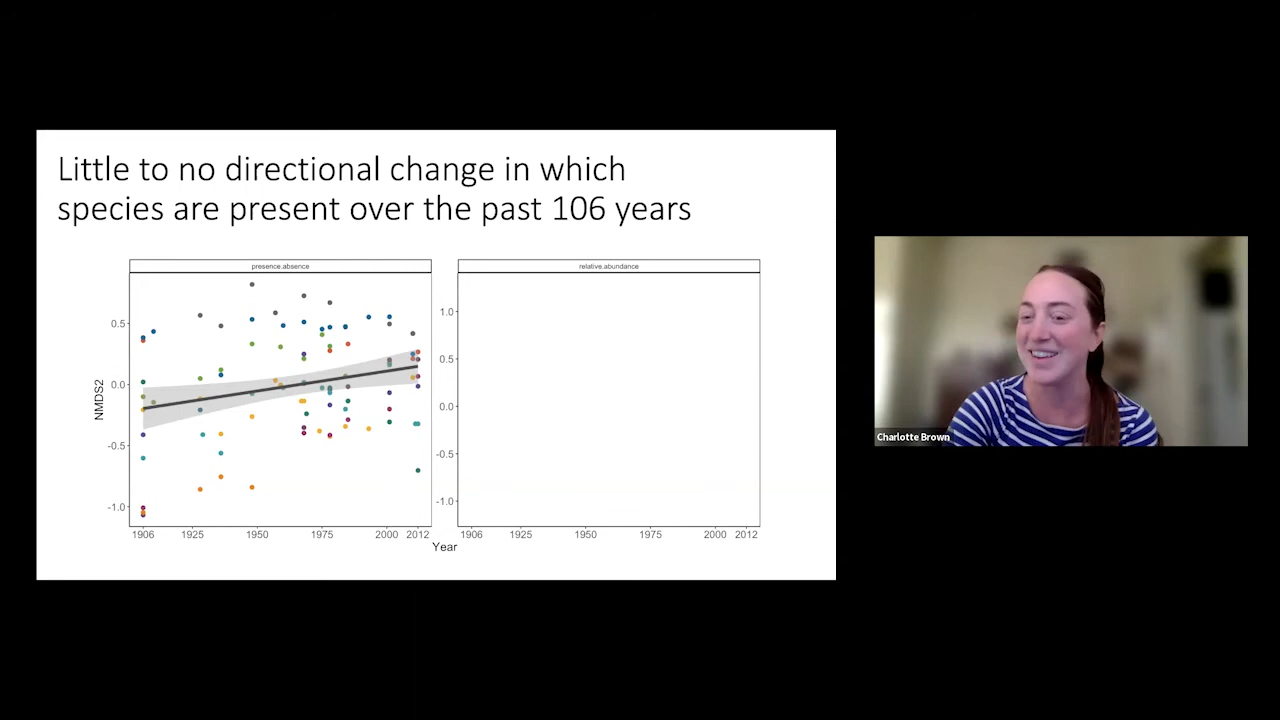 Little to no directional change in which
species are present over the past 106 years
presence.absence
relative.abundance
NMDS2
0.5
0.0
-0.5
-1.0
1.0
0.5
0.0
-0.5
-1.0
1906 1925 1950 1975 2000 2012
1906 1925 1950 1975 2000 2012
Year
Charlotte Brown